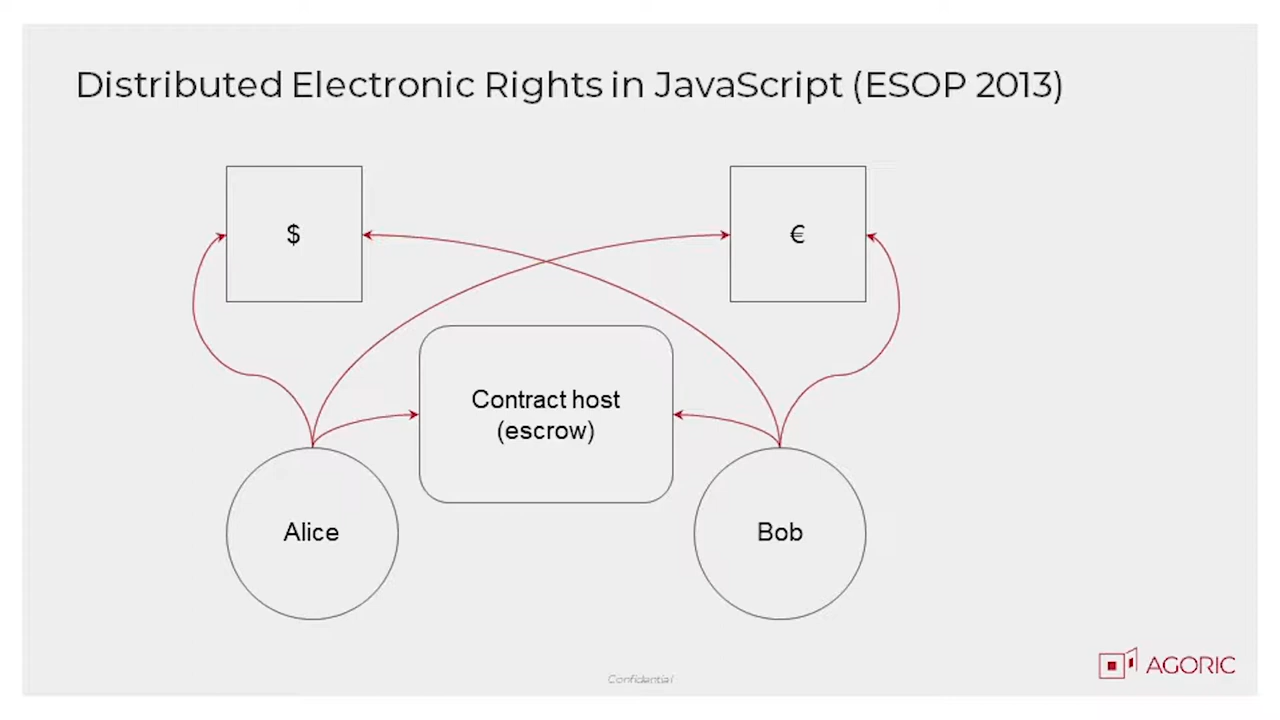 Distributed Electronic Rights in JavaScript (ESOP 2013)
$
€
Contract host
(escrow)
Alice
Bob
AGORIC
Confidential